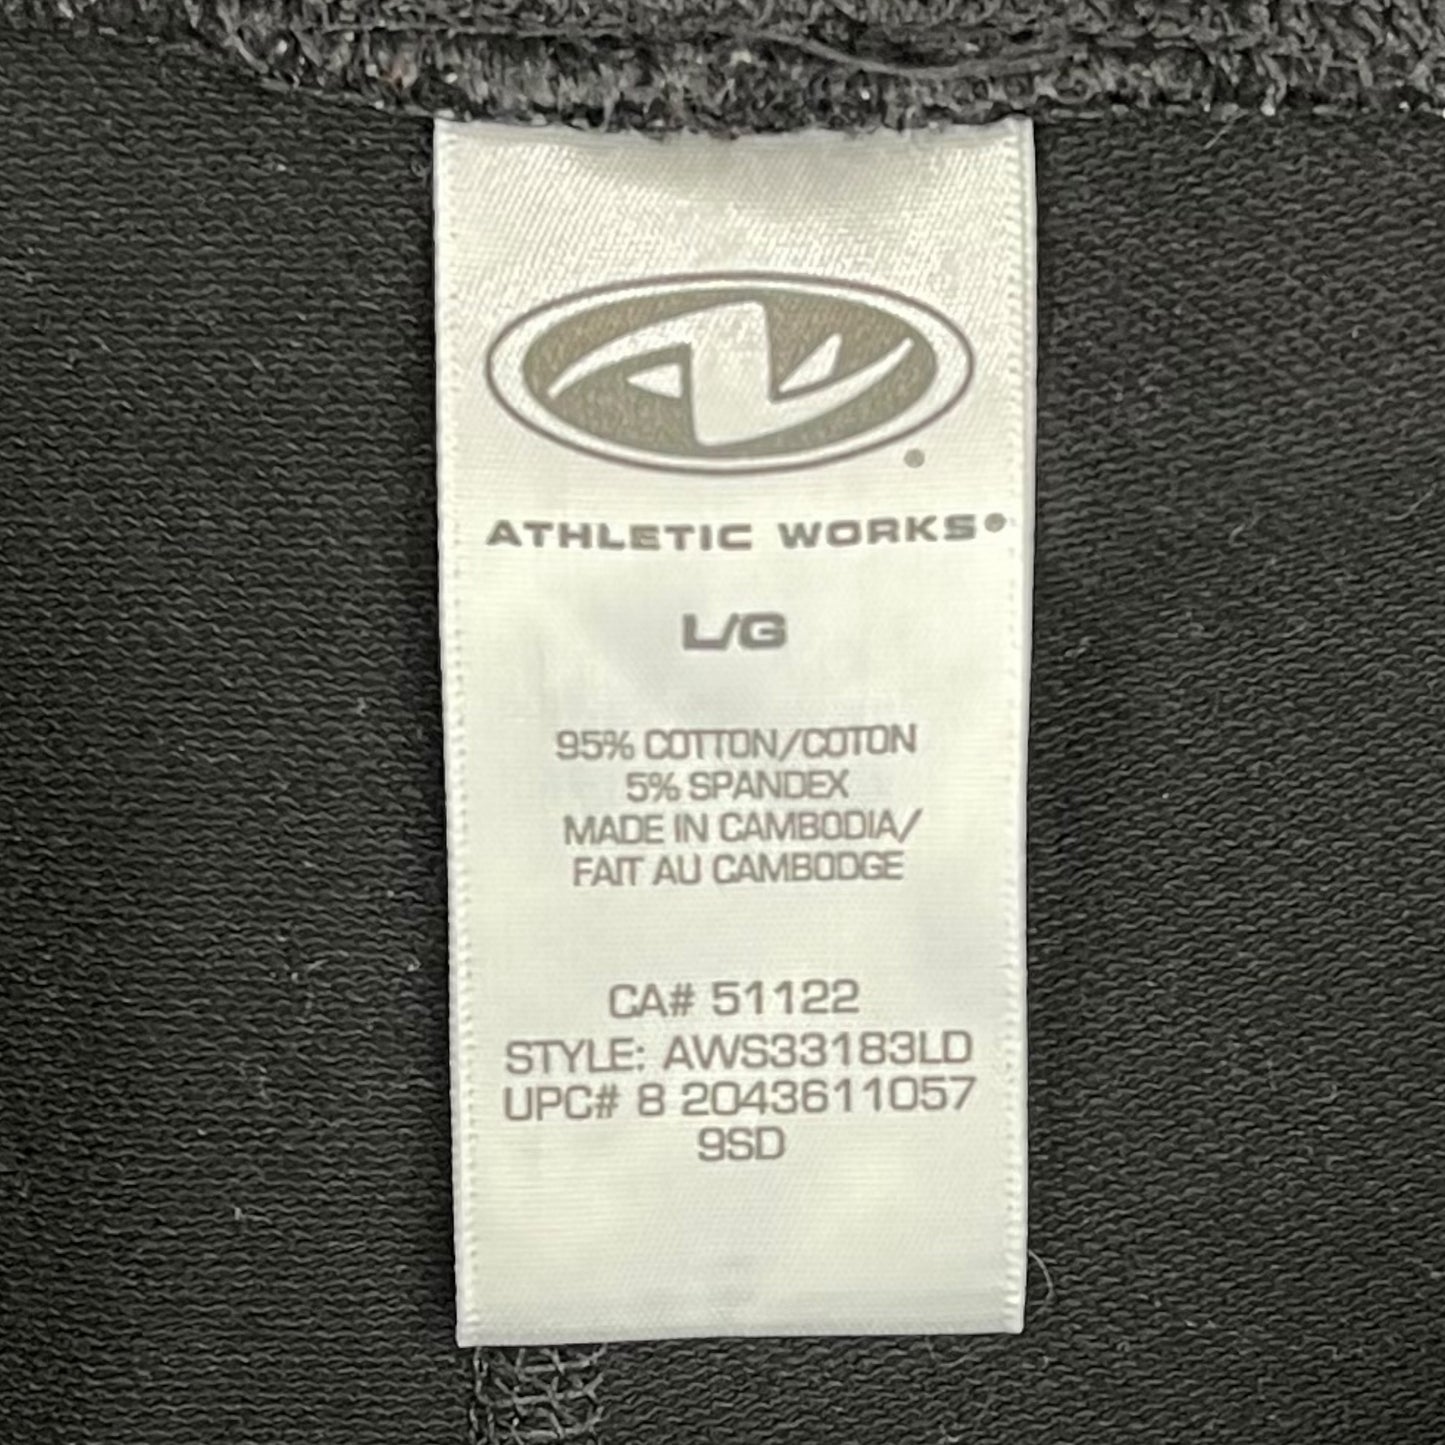 ATHLETIC WORKS®
L/G
95% COTTON/COTON
5% SPANDEX
MADE IN CAMBODIA/
FAIT AU CAMBODGE
CA# 51122
STYLE: AWS33183LD
UPC# 8 2043611057
9SD